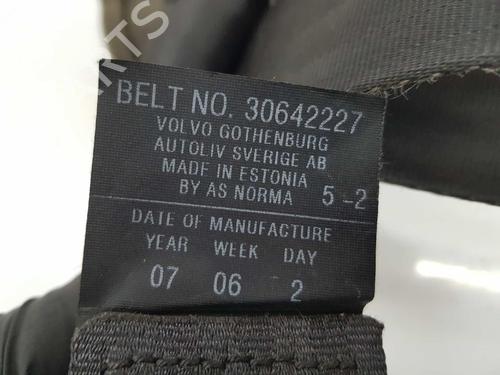 BELT NO. 30642227
VOLVO GOTHENBURG
AUTOLIV SVERIGE AB
MADE IN ESTONIA
BY AS NORMA 5-2
DATE OF MANUFACTURE
YEAR WEEK DAY
07 06 2